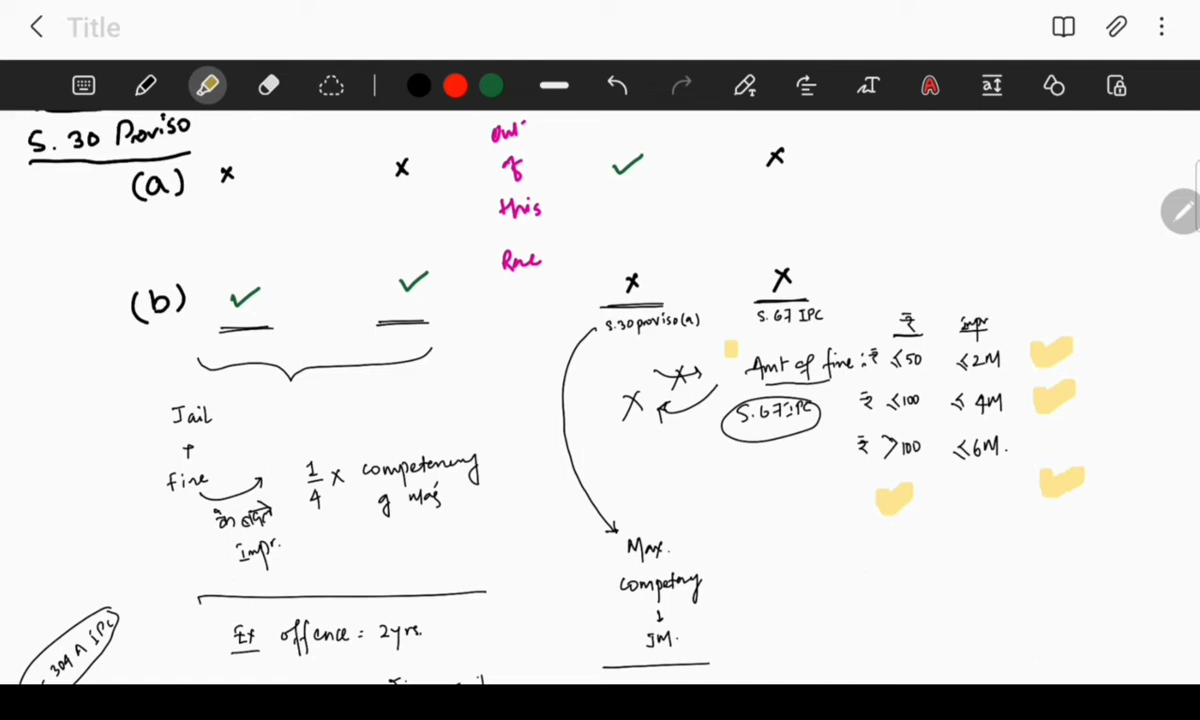 Title
S. 30 Proviso
(a) x x out of this Race ✓ x
(b) ✓ ✓ x x
S.30 proviso(a)
S. 67 IPC
₹ impr
Amt of fine : ₹ ≤50 ≤2M
S.67 IPC ₹ ≤100 ≤ 4M
₹ >100 ≤6M.
x
x
Jail
+
fine
के बदले
Impr.
1/4 x competency
of Mag.
Max.
Competency
JM.
Ex offence = 2yrs.
304 A IPC